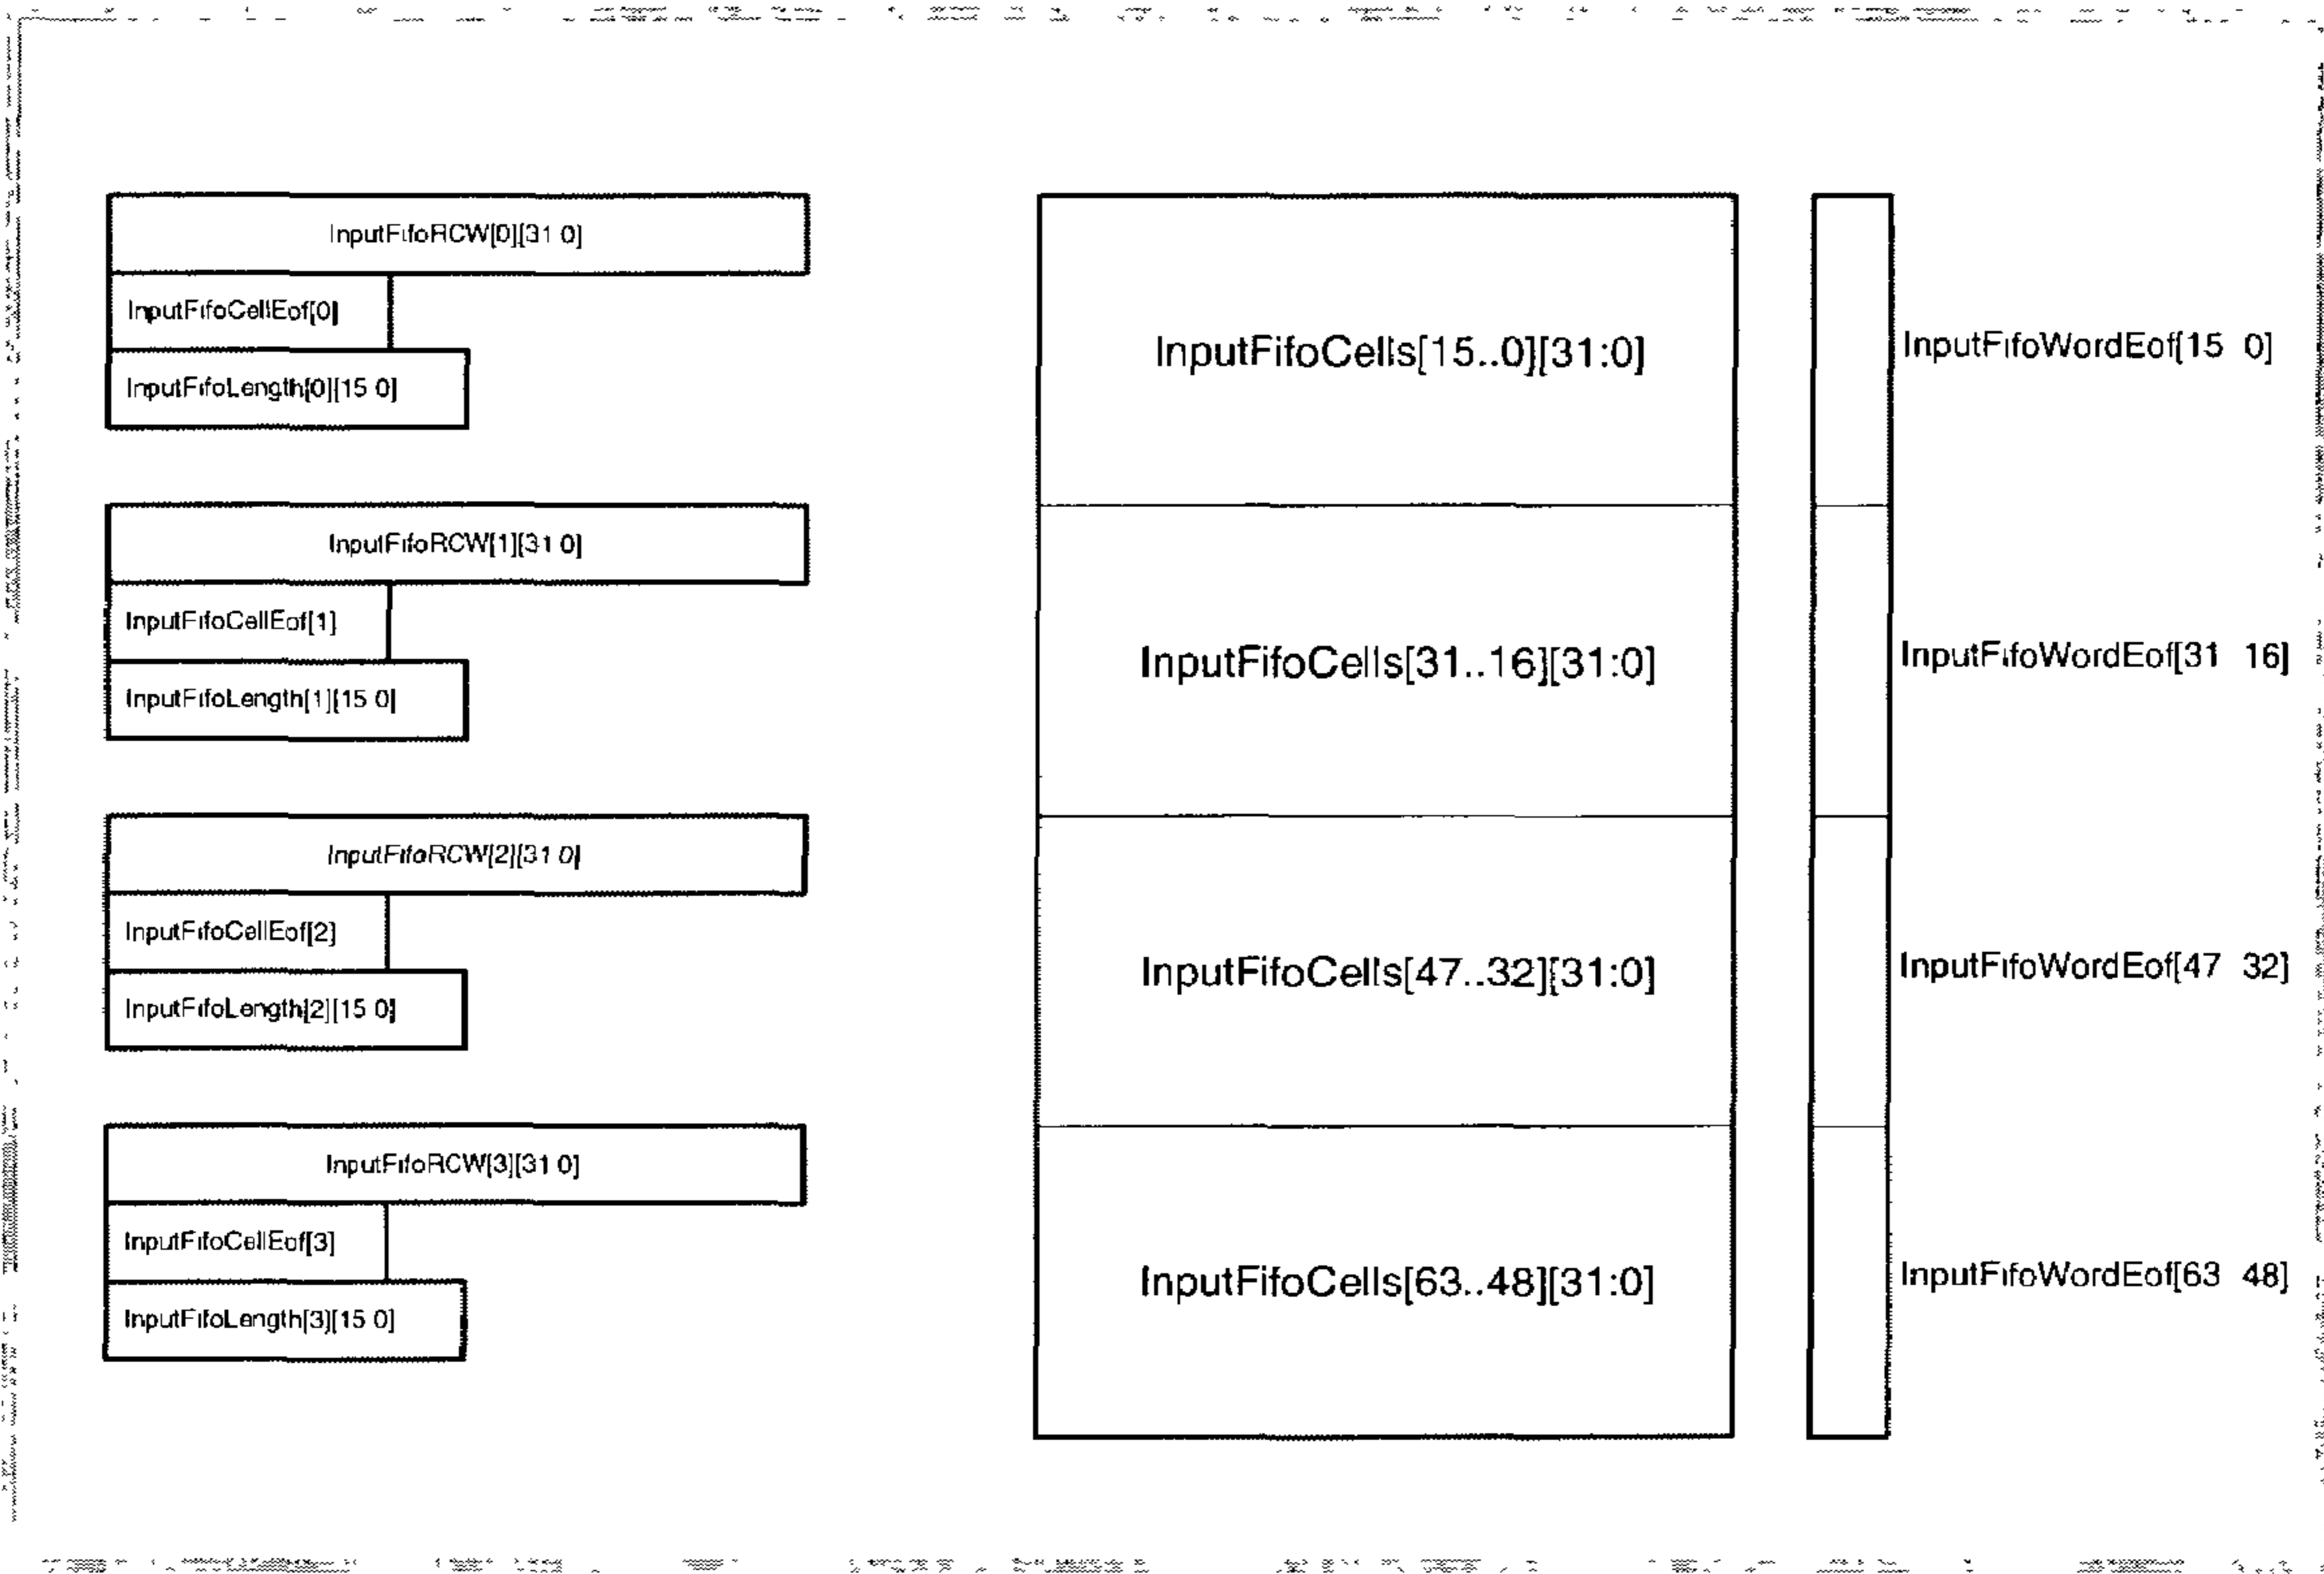 InputFifoRCW[0][31 0]
InputFifoCellEof[0]
InputFifoLength[0][15 0]
InputFifoRCW[1][31 0]
InputFifoCellEof[1]
InputFifoLength[1][15 0]
InputFifoRCW[2][31 0]
InputFifoCellEof[2]
InputFifoLength[2][15 0]
InputFifoRCW[3][31 0]
InputFifoCellEof[3]
InputFifoLength[3][15 0]
InputFifoCells[15..0][31:0]
InputFifoCells[31..16][31:0]
InputFifoCells[47..32][31:0]
InputFifoCells[63..48][31:0]
InputFifoWordEof[15 0]
InputFifoWordEof[31 16]
InputFifoWordEof[47 32]
InputFifoWordEof[63 48]